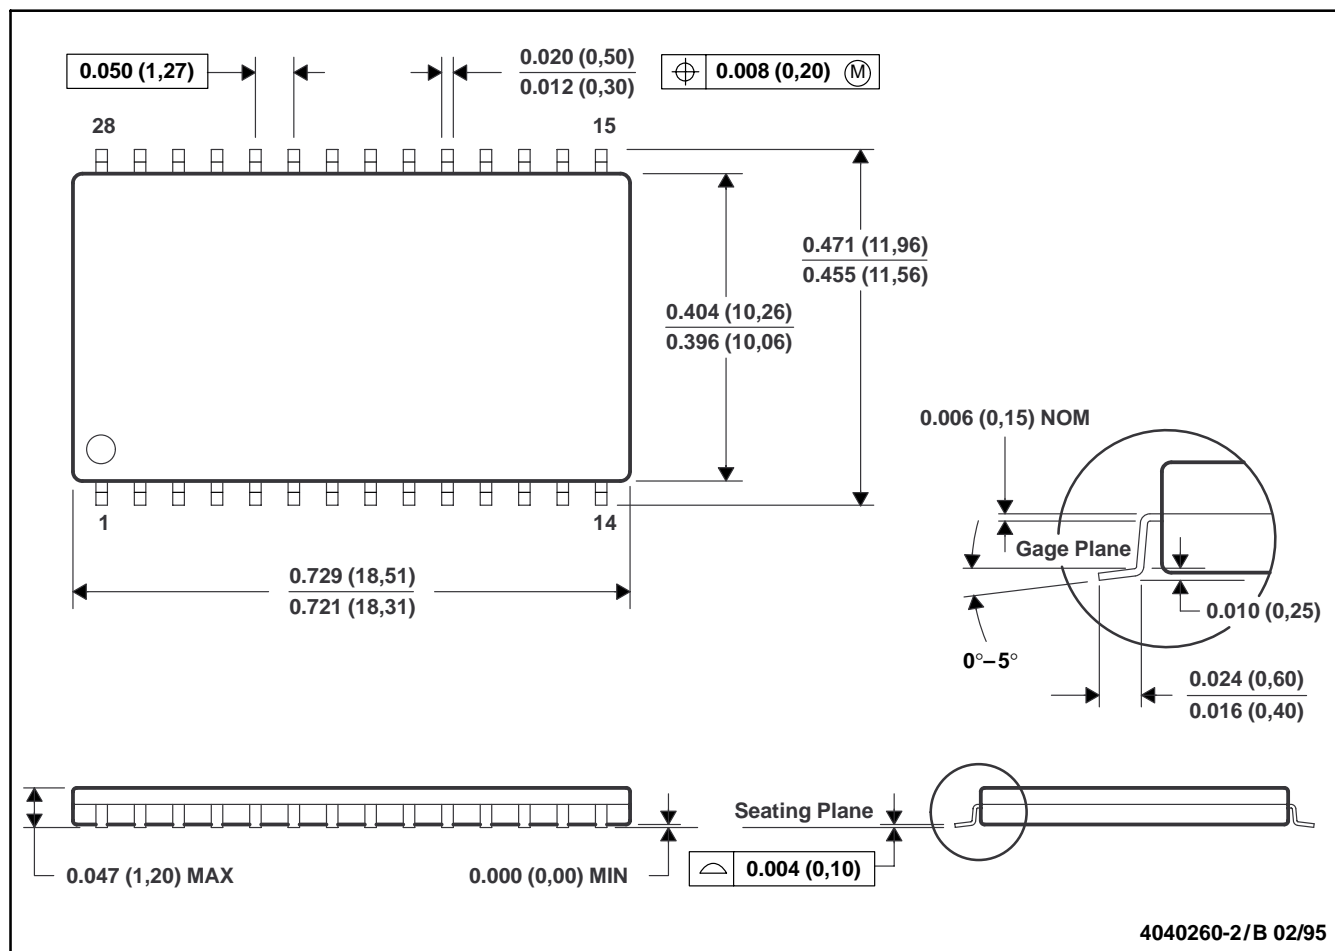 0.050 (1,27)
0.020 (0,50)
0.012 (0,30)
0.008 (0,20) M
28
15
0.471 (11,96)
0.455 (11,56)
0.404 (10,26)
0.396 (10,06)
1
14
0.729 (18,51)
0.721 (18,31)
0.006 (0,15) NOM
Gage Plane
0.010 (0,25)
0°–5°
0.024 (0,60)
0.016 (0,40)
Seating Plane
0.047 (1,20) MAX
0.000 (0,00) MIN
0.004 (0,10)
4040260-2/B 02/95